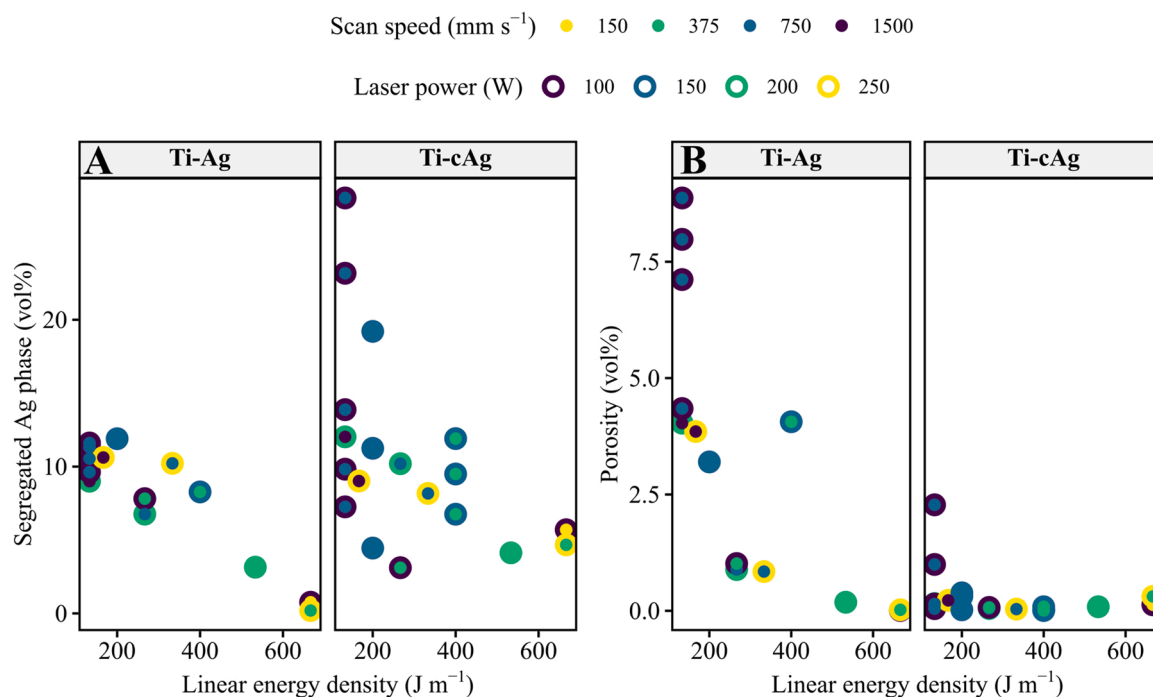 Scan speed (mm s⁻¹) 150 375 750 1500
Laser power (W) 100 150 200 250
A Ti-Ag Ti-cAg B Ti-Ag Ti-cAg
Segregated Ag phase (vol%)
20
10
0
Porosity (vol%)
7.5
5.0
2.5
0.0
200 400 600 200 400 600 200 400 600 200 400 600
Linear energy density (J m⁻¹) Linear energy density (J m⁻¹)